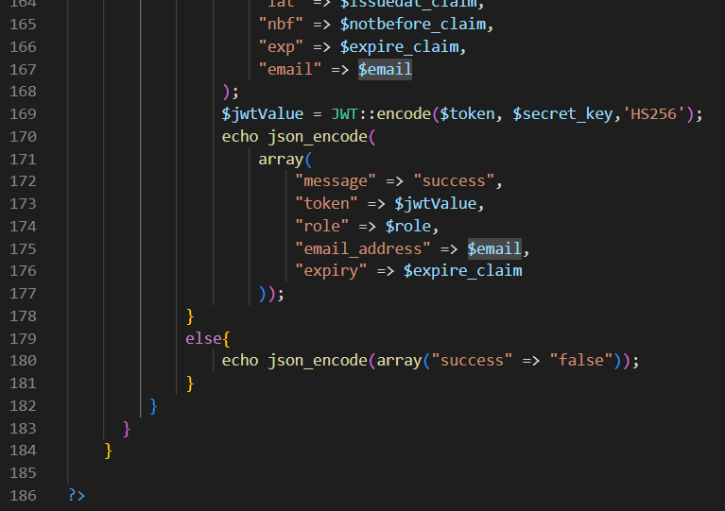 164 "iat" => $issuedat_claim,
165 "nbf" => $notbefore_claim,
166 "exp" => $expire_claim,
167 "email" => $email
168 );
169 $jwtValue = JWT::encode($token, $secret_key,'HS256');
170 echo json_encode(
171 array(
172 "message" => "success",
173 "token" => $jwtValue,
174 "role" => $role,
175 "email_address" => $email,
176 "expiry" => $expire_claim
177 ));
178 }
179 else{
180 echo json_encode(array("success" => "false"));
181 }
182 }
183 }
184 }
185
186 ?>